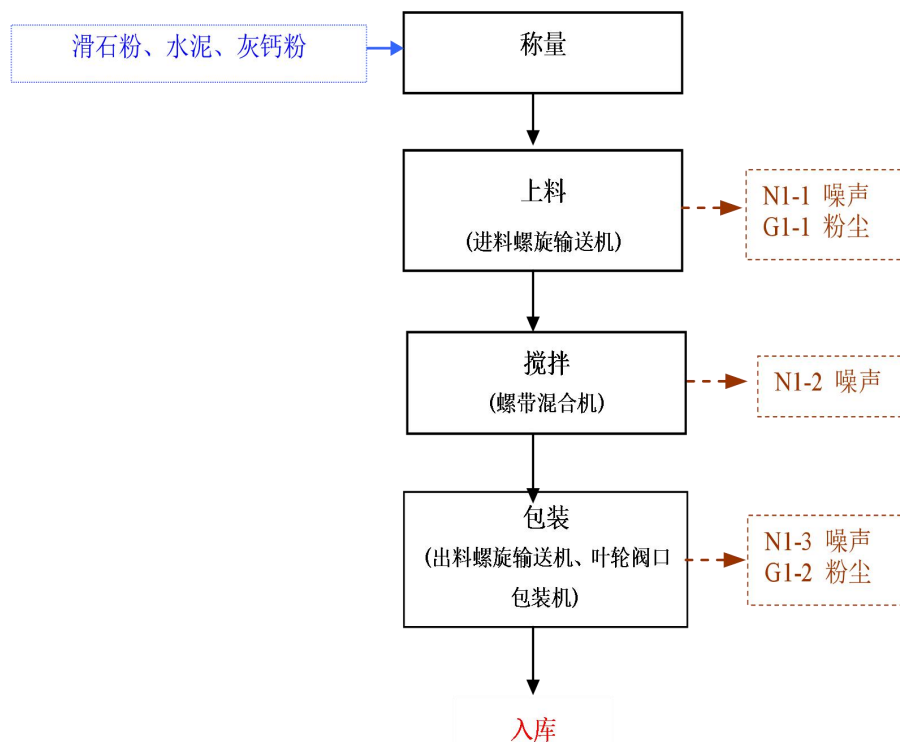 滑石粉、水泥、灰钙粉
称量
上料
(进料螺旋输送机)
N1-1 噪声
G1-1 粉尘
搅拌
(螺带混合机)
N1-2 噪声
包装
(出料螺旋输送机、叶轮阀口
包装机)
N1-3 噪声
G1-2 粉尘
入库